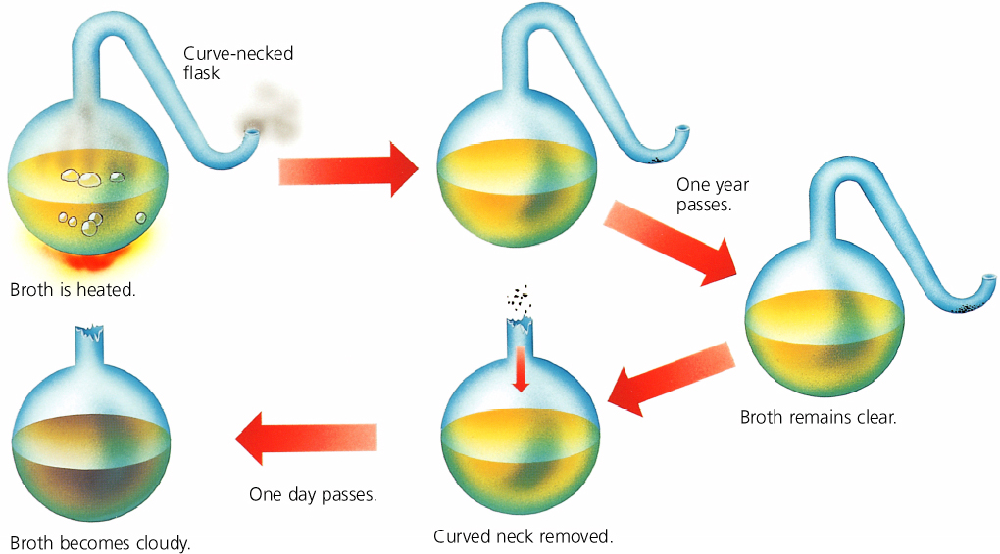 Curve-necked
flask
Broth is heated.
One year
passes.
Broth remains clear.
Curved neck removed.
One day passes.
Broth becomes cloudy.